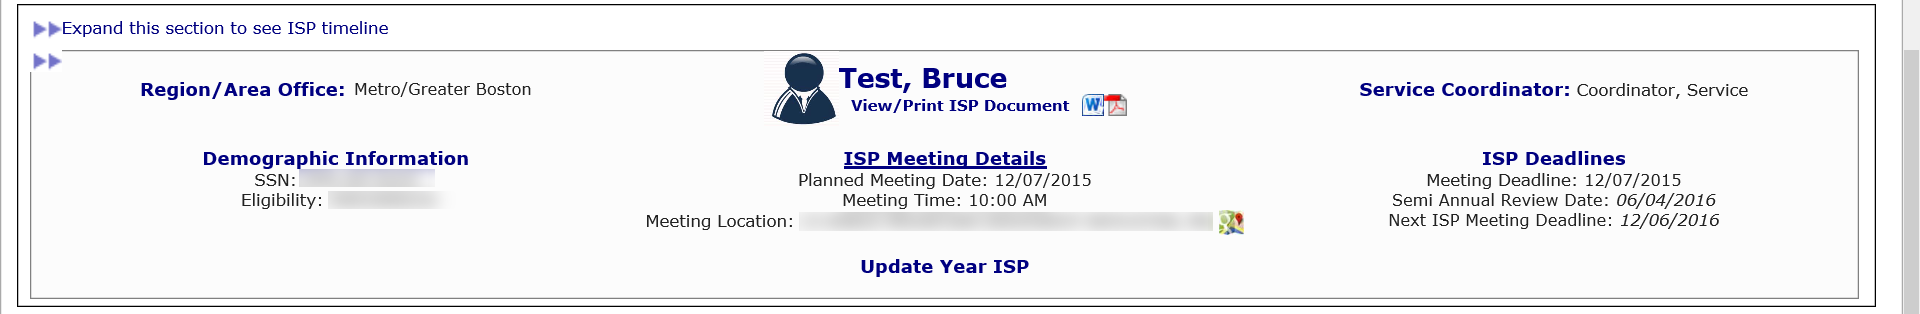 Expand this section to see ISP timeline
Region/Area Office: Metro/Greater Boston
Test, Bruce
View/Print ISP Document
Service Coordinator: Coordinator, Service
Demographic Information
SSN:
Eligibility:
ISP Meeting Details
Planned Meeting Date: 12/07/2015
Meeting Time: 10:00 AM
Meeting Location:
ISP Deadlines
Meeting Deadline: 12/07/2015
Semi Annual Review Date: 06/04/2016
Next ISP Meeting Deadline: 12/06/2016
Update Year ISP